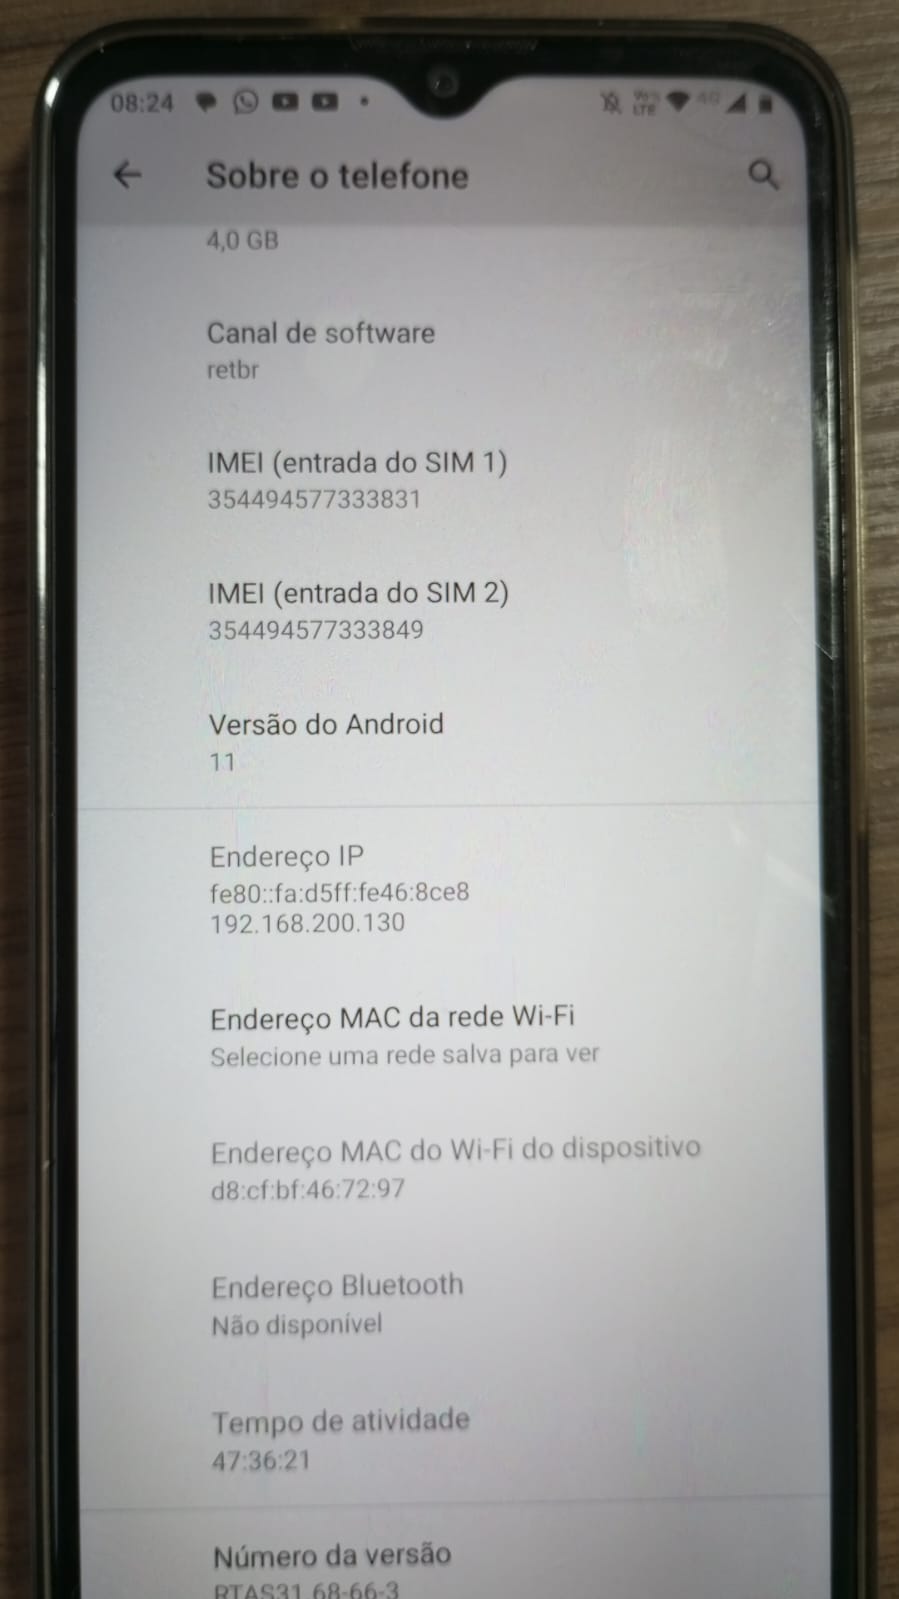 08:24
Sobre o telefone
4,0 GB
Canal de software
retbr
IMEI (entrada do SIM 1)
354494577333831
IMEI (entrada do SIM 2)
354494577333849
Versão do Android
11
Endereço IP
fe80::fa:d5ff:fe46:8ce8
192.168.200.130
Endereço MAC da rede Wi-Fi
Selecione uma rede salva para ver
Endereço MAC do Wi-Fi do dispositivo
d8:cf:bf:46:72:97
Endereço Bluetooth
Não disponível
Tempo de atividade
47:36:21
Número da versão
RTAS31.68-66-3